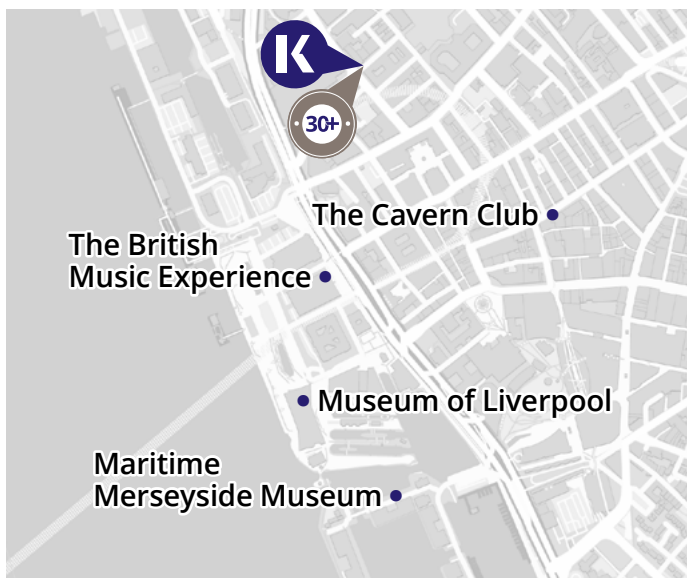 K
30+
The Cavern Club
The British
Music Experience
Museum of Liverpool
Maritime
Merseyside Museum